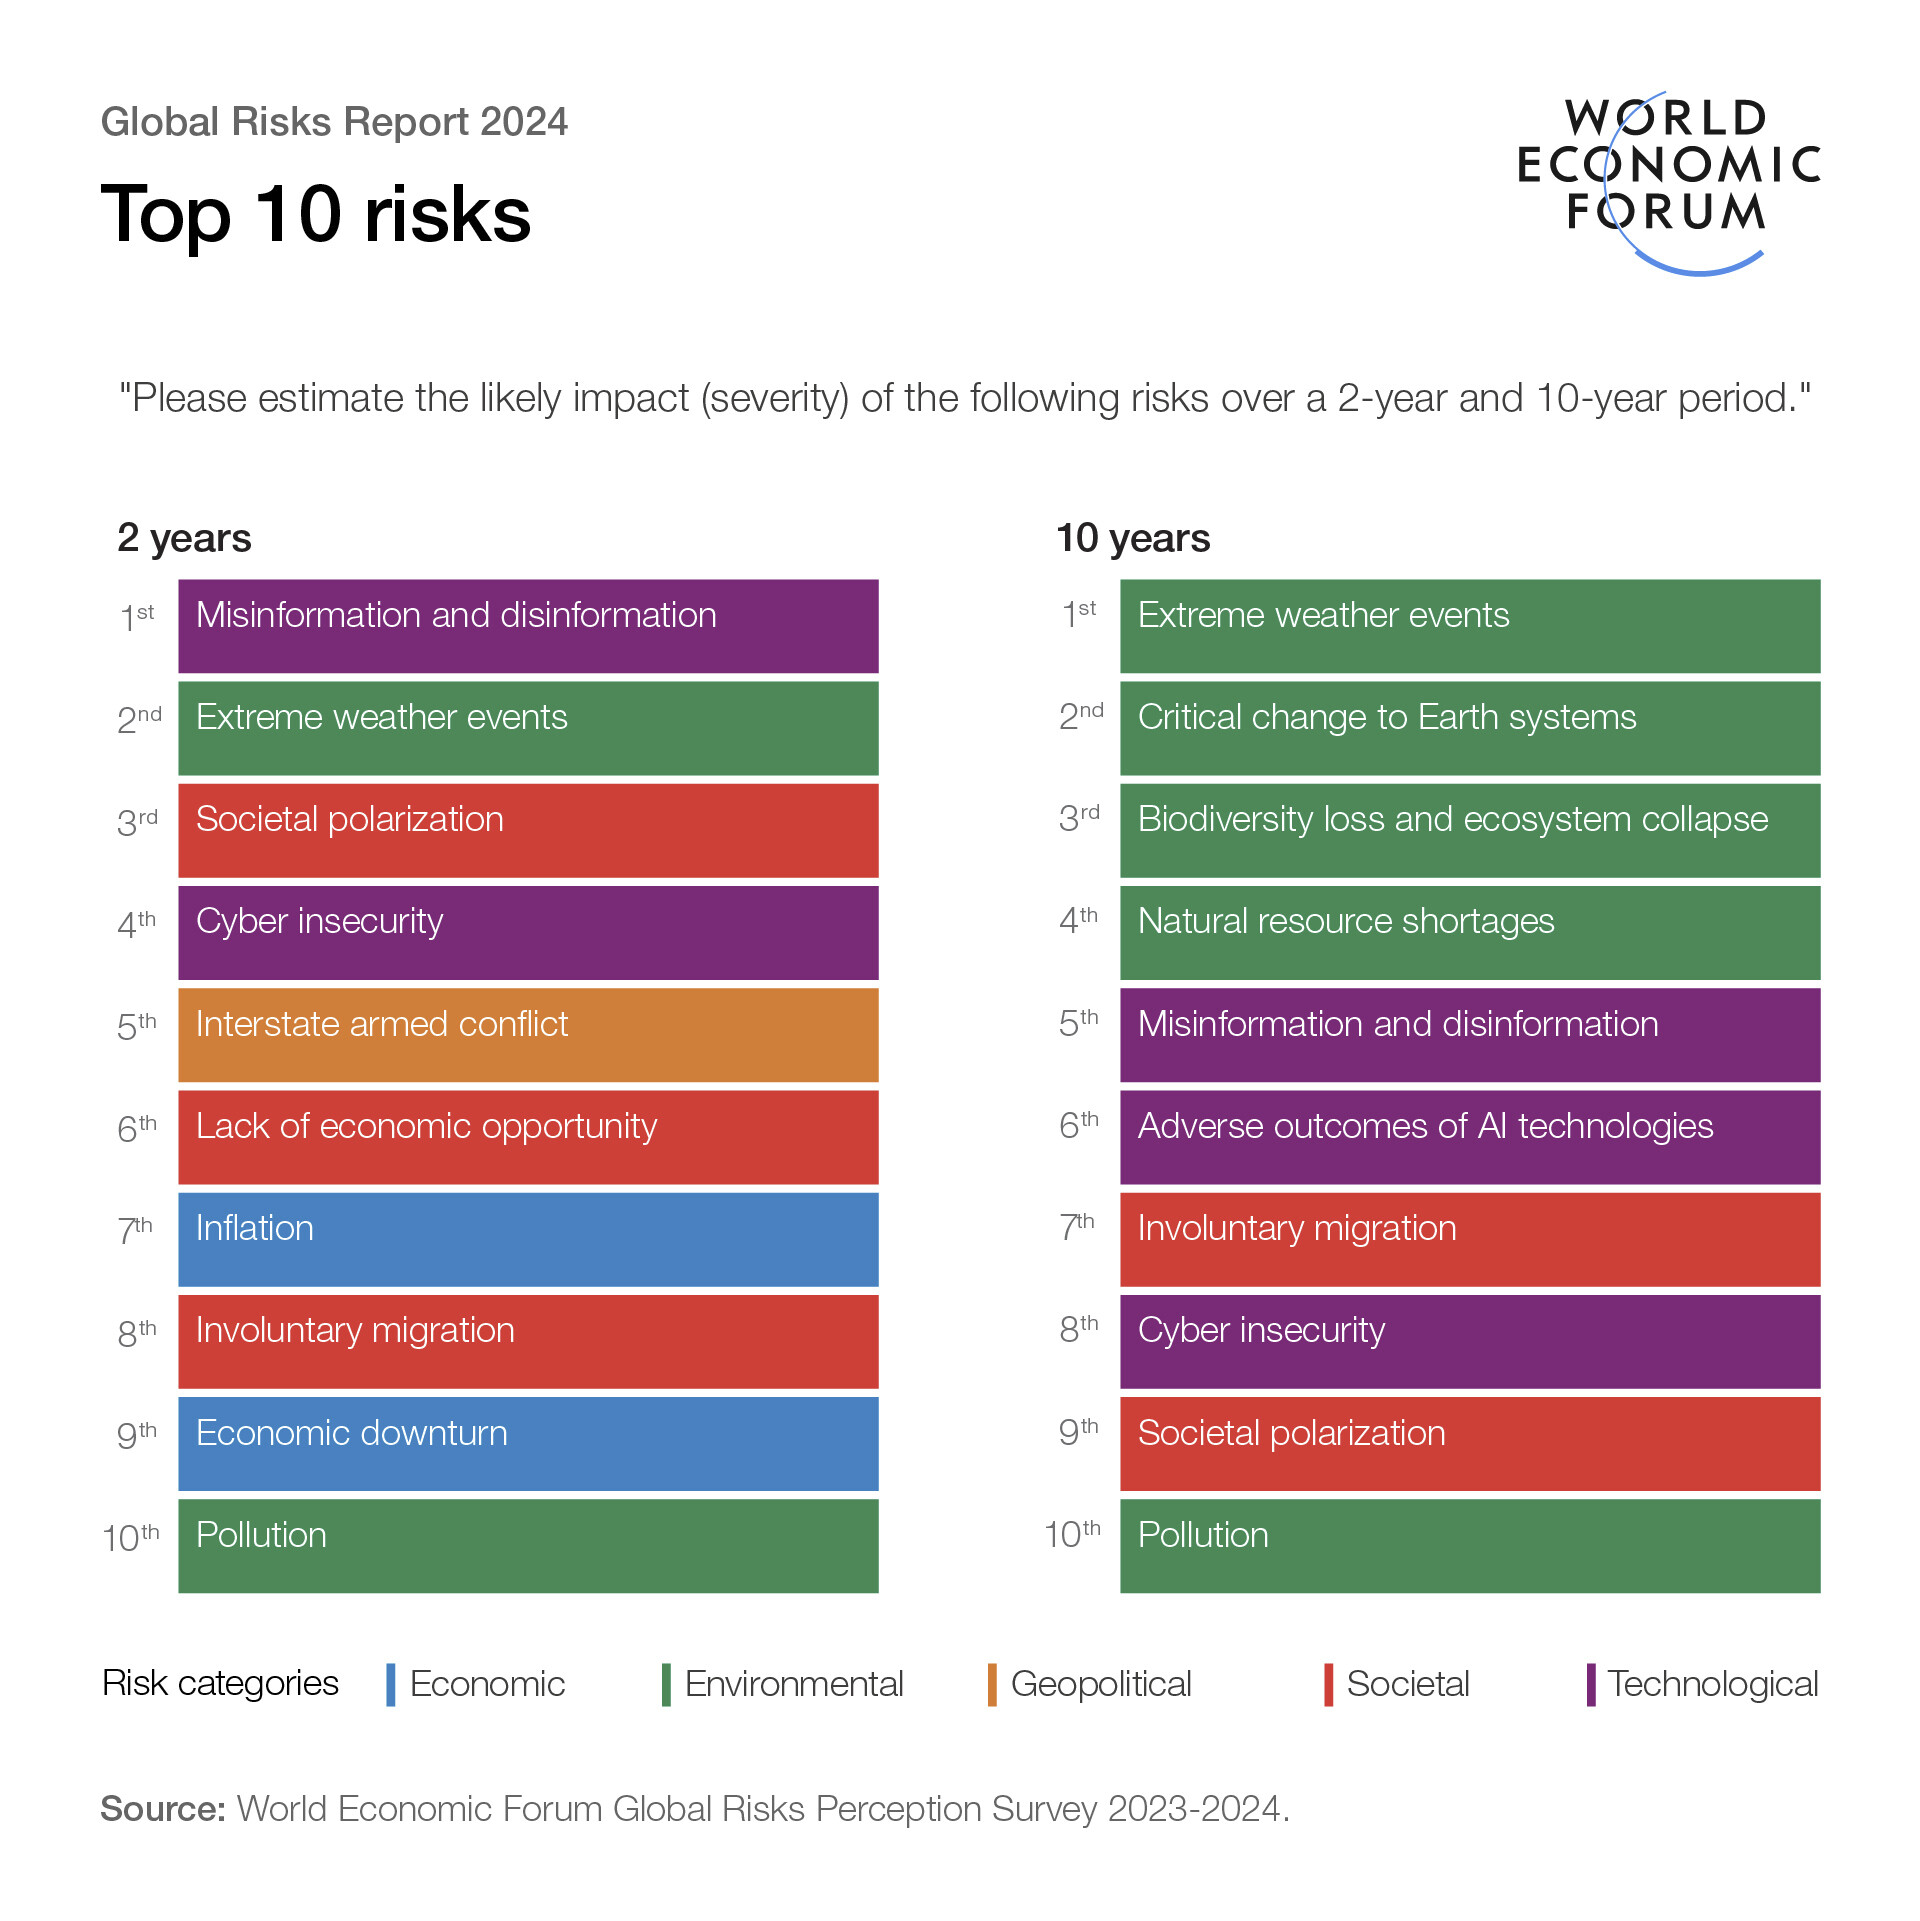 Global Risks Report 2024
Top 10 risks
WORLD
ECONOMIC
FORUM
"Please estimate the likely impact (severity) of the following risks over a 2-year and 10-year period."
2 years
1st Misinformation and disinformation
2nd Extreme weather events
3rd Societal polarization
4th Cyber insecurity
5th Interstate armed conflict
6th Lack of economic opportunity
7th Inflation
8th Involuntary migration
9th Economic downturn
10th Pollution
10 years
1st Extreme weather events
2nd Critical change to Earth systems
3rd Biodiversity loss and ecosystem collapse
4th Natural resource shortages
5th Misinformation and disinformation
6th Adverse outcomes of AI technologies
7th Involuntary migration
8th Cyber insecurity
9th Societal polarization
10th Pollution
Risk categories Economic Environmental Geopolitical Societal Technological
Source: World Economic Forum Global Risks Perception Survey 2023-2024.